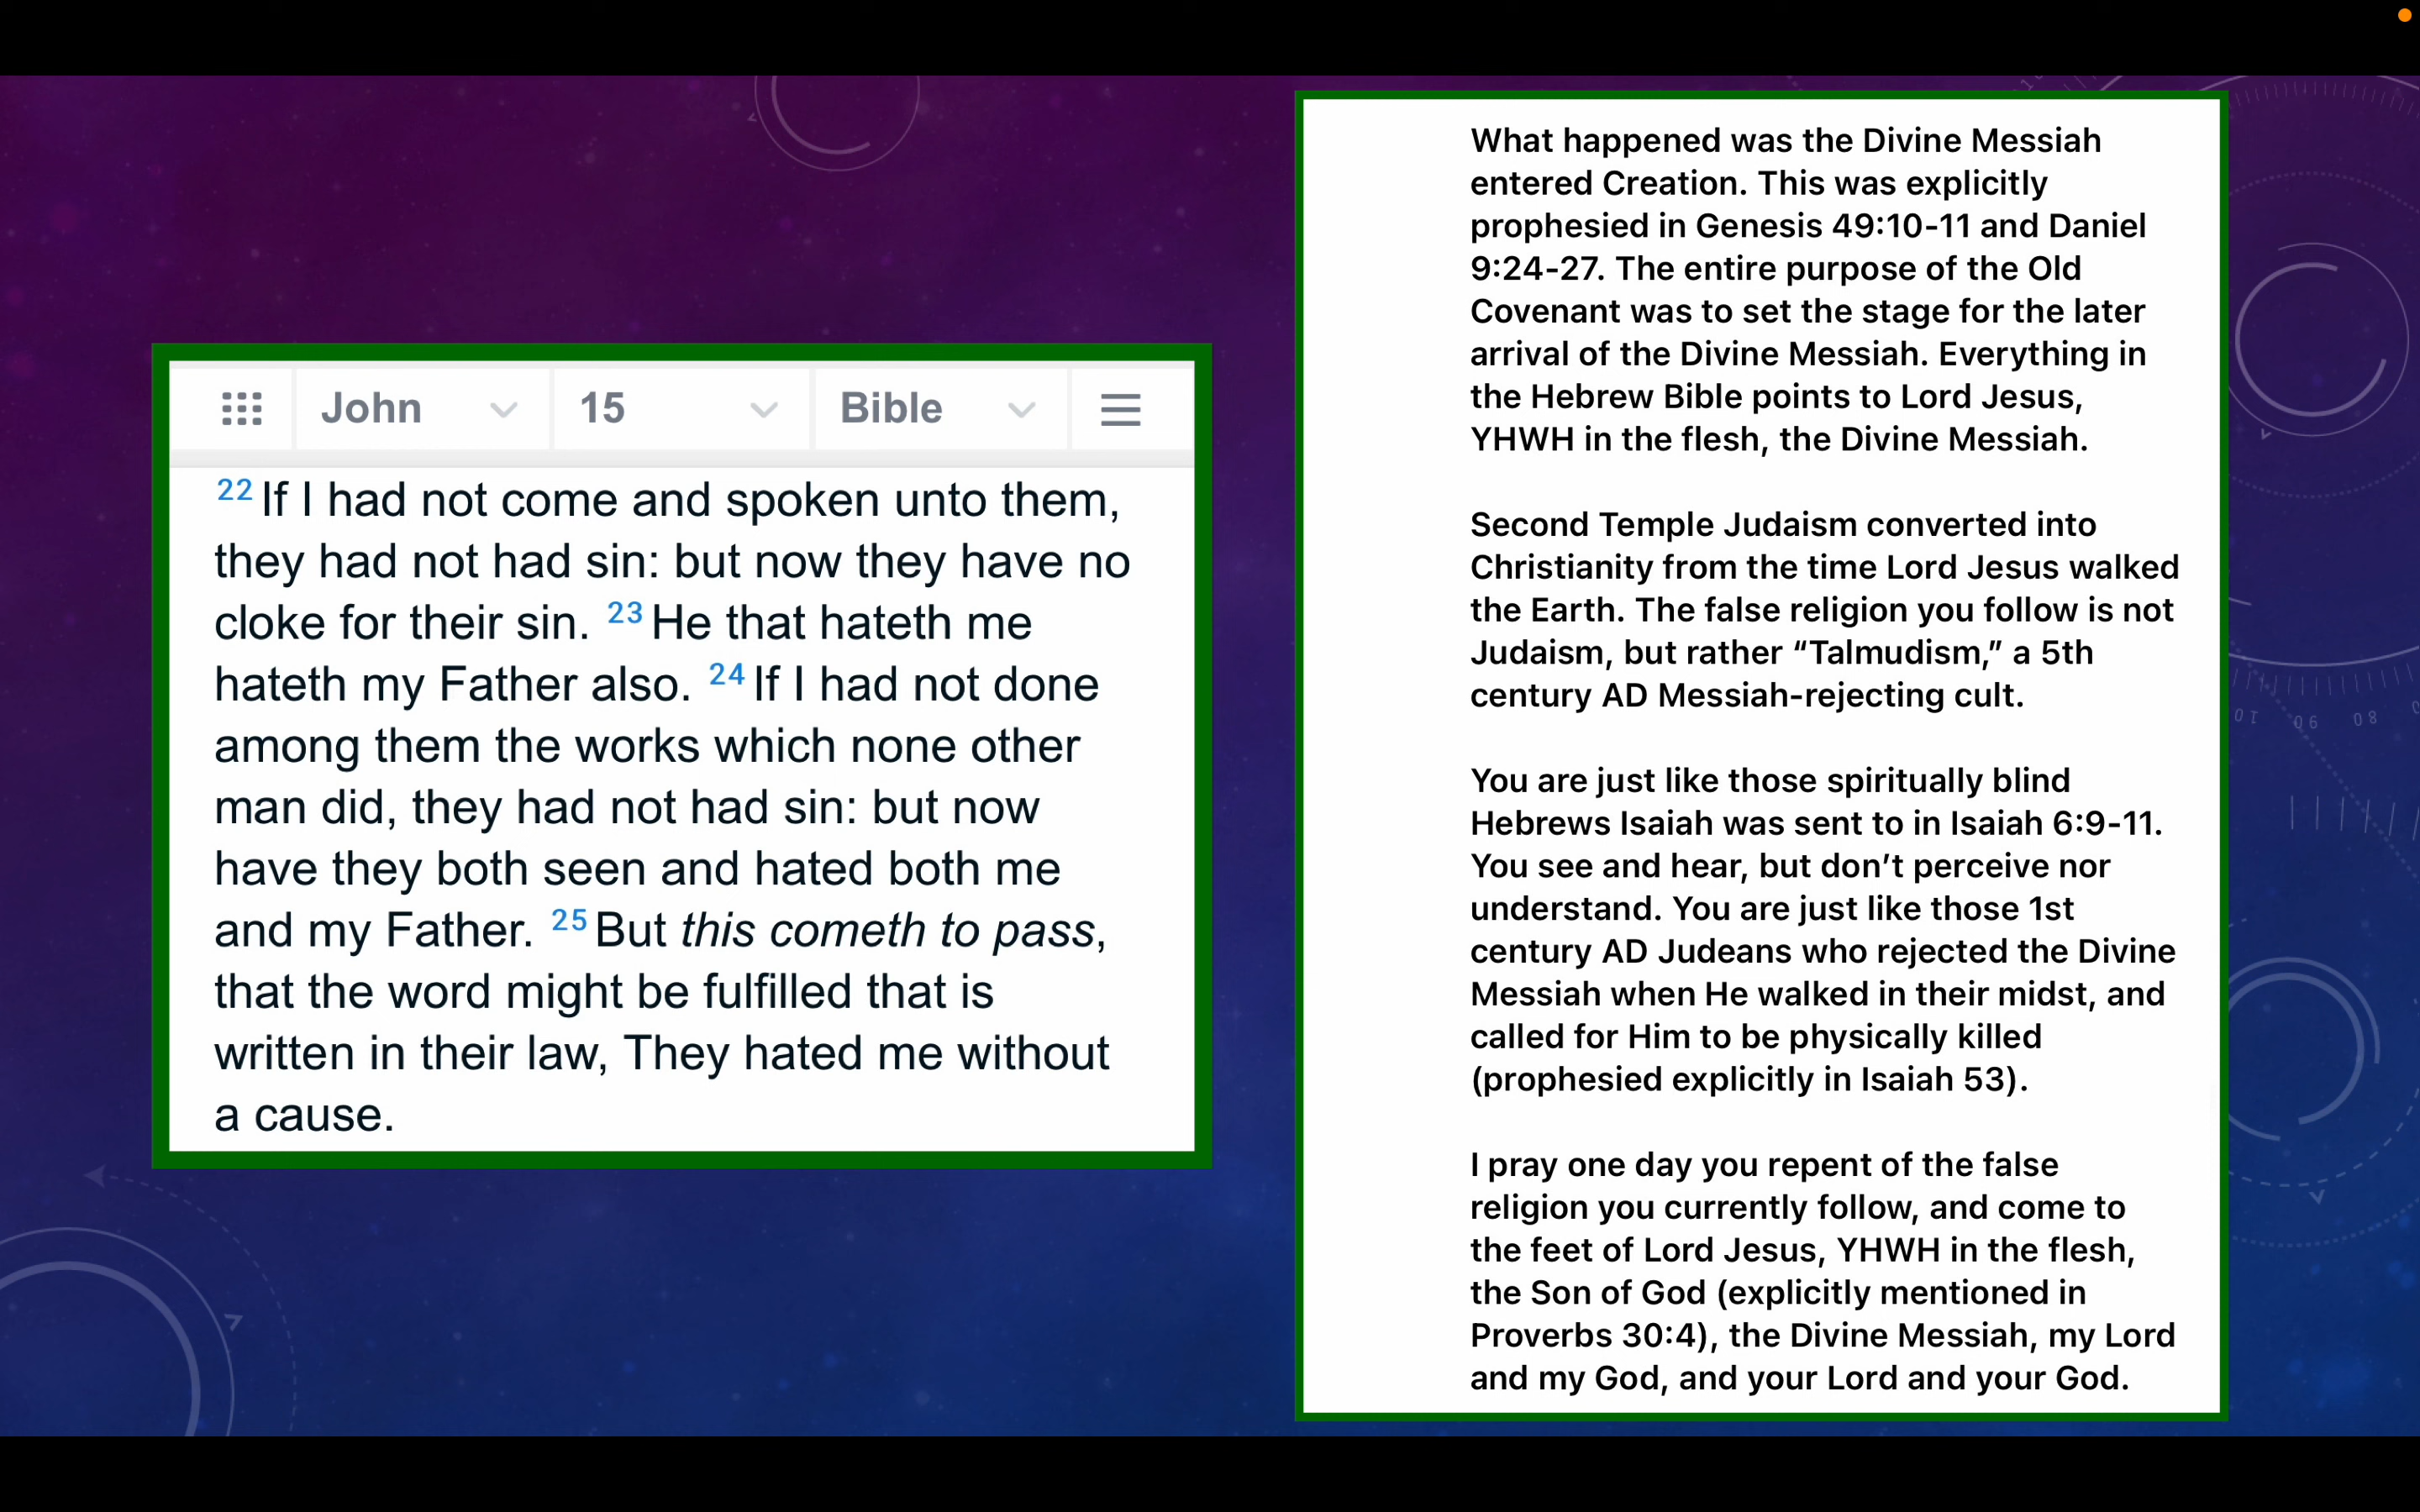 John
15
Bible
22 If I had not come and spoken unto them,
they had not had sin: but now they have no
cloke for their sin. 23 He that hateth me
hateth my Father also. 24 If I had not done
among them the works which none other
man did, they had not had sin: but now
have they both seen and hated both me
and my Father. 25 But this cometh to pass,
that the word might be fulfilled that is
written in their law, They hated me without
a cause.
What happened was the Divine Messiah
entered Creation. This was explicitly
prophesied in Genesis 49:10-11 and Daniel
9:24-27. The entire purpose of the Old
Covenant was to set the stage for the later
arrival of the Divine Messiah. Everything in
the Hebrew Bible points to Lord Jesus,
YHWH in the flesh, the Divine Messiah.
Second Temple Judaism converted into
Christianity from the time Lord Jesus walked
the Earth. The false religion you follow is not
Judaism, but rather “Talmudism,” a 5th
century AD Messiah-rejecting cult.
You are just like those spiritually blind
Hebrews Isaiah was sent to in Isaiah 6:9-11.
You see and hear, but don’t perceive nor
understand. You are just like those 1st
century AD Judeans who rejected the Divine
Messiah when He walked in their midst, and
called for Him to be physically killed
(prophesied explicitly in Isaiah 53).
I pray one day you repent of the false
religion you currently follow, and come to
the feet of Lord Jesus, YHWH in the flesh,
the Son of God (explicitly mentioned in
Proverbs 30:4), the Divine Messiah, my Lord
and my God, and your Lord and your God.